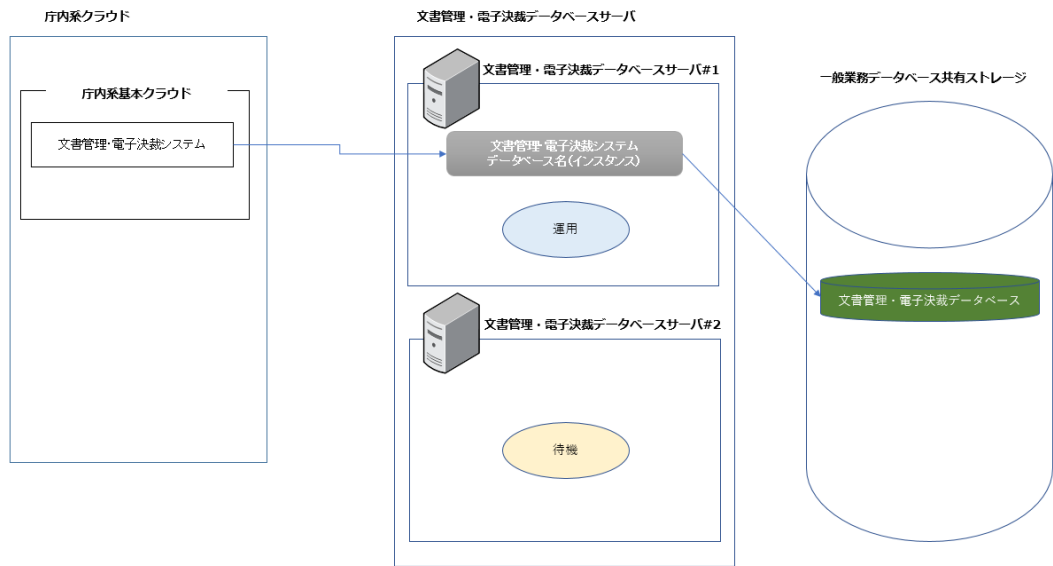 庁内系クラウド
文書管理・電子決裁データベースサーバ
文書管理・電子決裁データベースサーバ#1
一般業務データベース共有ストレージ
庁内系基本クラウド
文書管理・電子決裁システム
文書管理・電子決裁システム
データベース名(インスタンス)
運用
文書管理・電子決裁データベース
文書管理・電子決裁データベースサーバ#2
待機